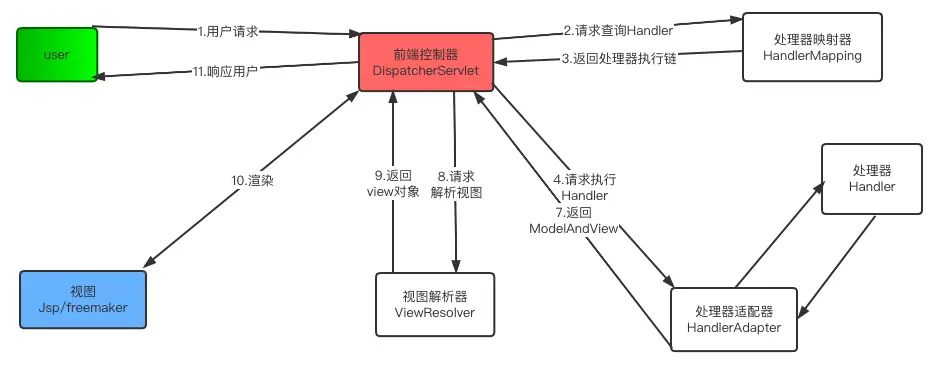 user
1.用户请求
11.响应用户
前端控制器
DispatcherServlet
2.请求查询Handler
3.返回处理器执行链
处理器映射器
HandlerMapping
10.渲染
9.返回
view对象
8.请求
解析视图
4.请求执行
Handler
7.返回
ModelAndView
处理器
Handler
视图
Jsp/freemaker
视图解析器
ViewResolver
处理器适配器
HandlerAdapter